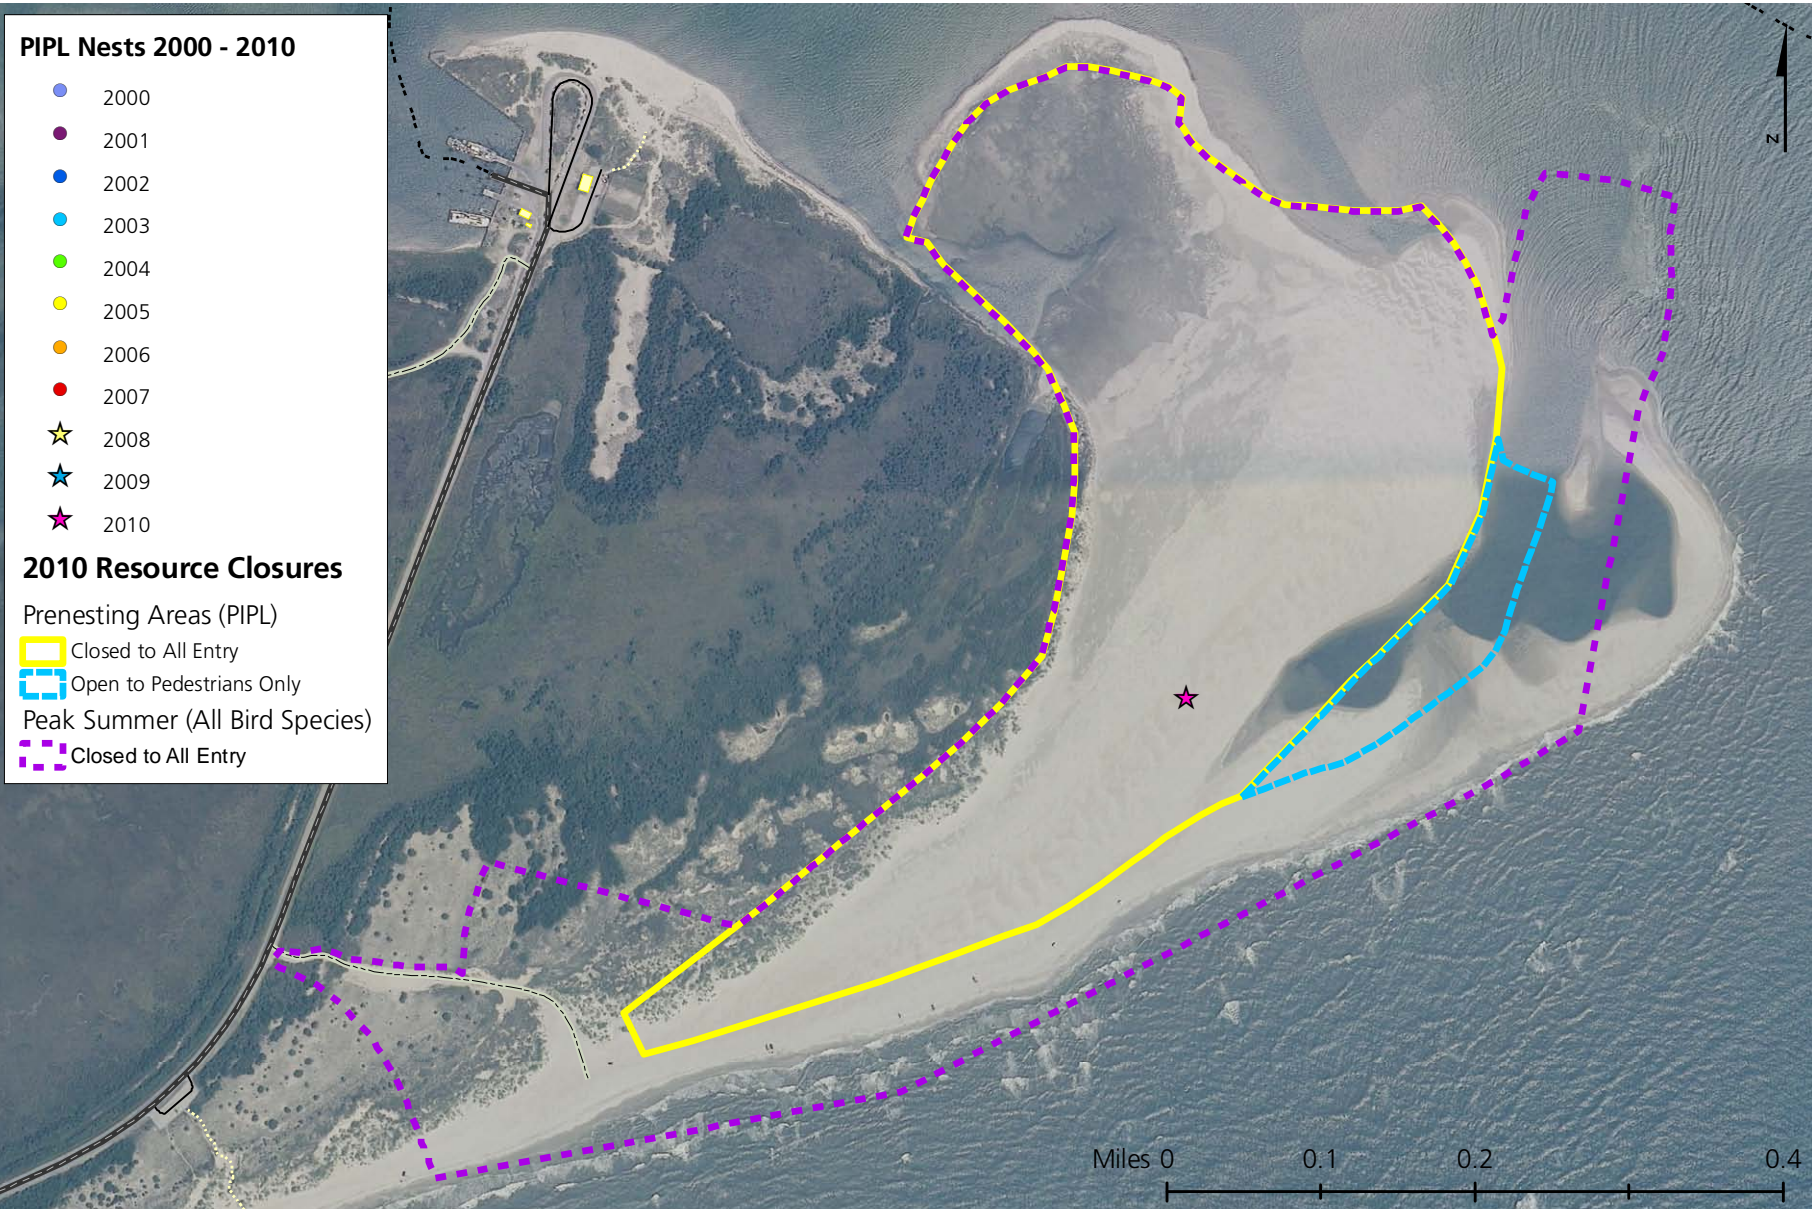 PIPL Nests 2000 - 2010
2000
2001
2002
2003
2004
2005
2006
2007
2008
2009
2010
2010 Resource Closures
Prenesting Areas (PIPL)
Closed to All Entry
Open to Pedestrians Only
Peak Summer (All Bird Species)
Closed to All Entry
N
Miles 0 0.1 0.2 0.4